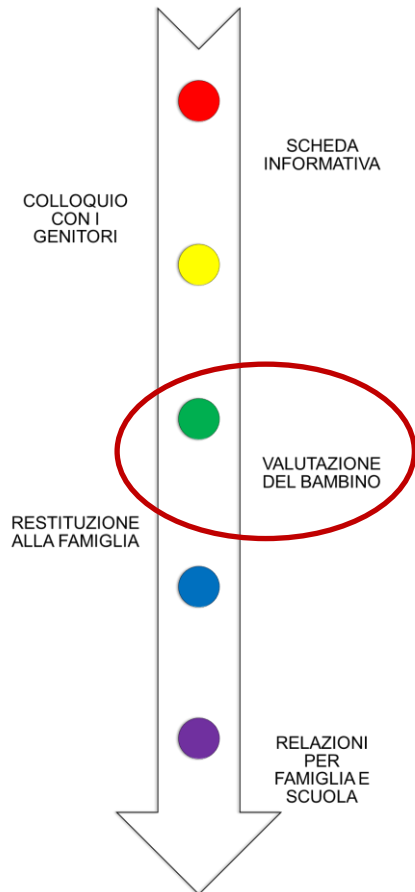 SCHEDA
INFORMATIVA
COLLOQUIO
CON I
GENITORI
VALUTAZIONE
DEL BAMBINO
RESTITUZIONE
ALLA FAMIGLIA
RELAZIONI
PER
FAMIGLIA E
SCUOLA